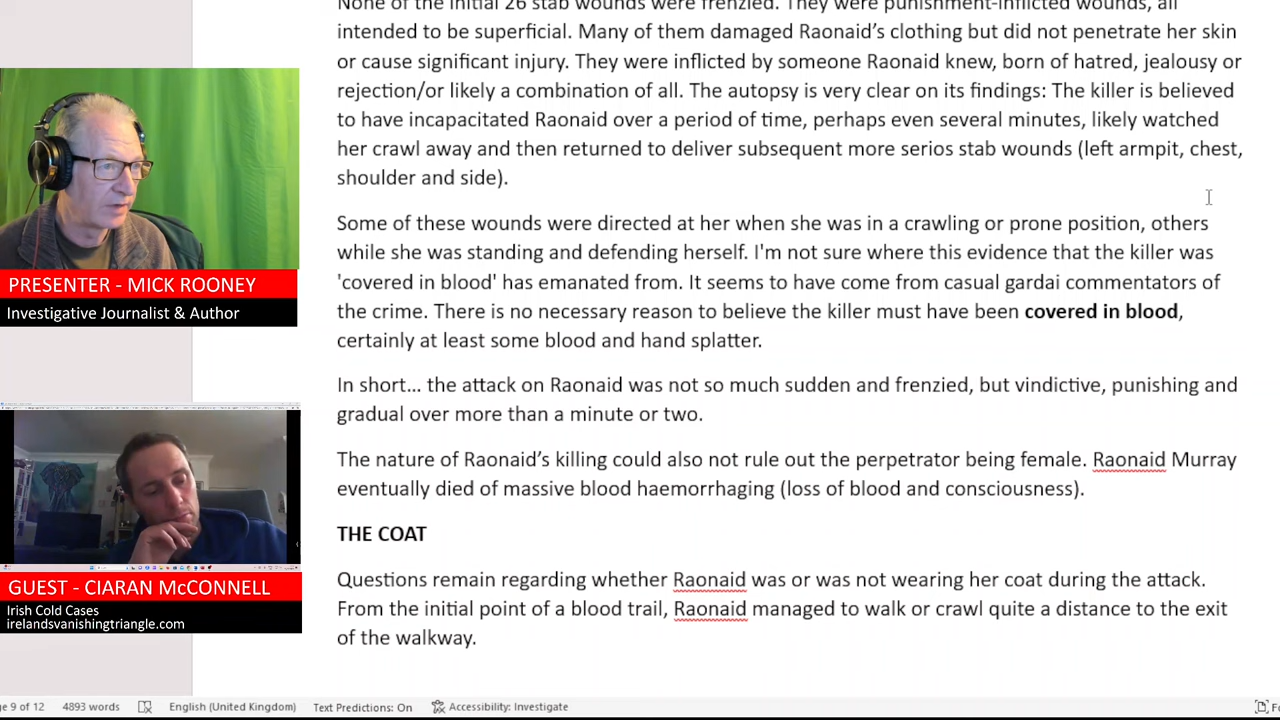 None of the initial 26 stab wounds were frenzied. They were punishment-inflicted wounds, all
intended to be superficial. Many of them damaged Raonaid's clothing but did not penetrate her skin
or cause significant injury. They were inflicted by someone Raonaid knew, born of hatred, jealousy or
rejection/or likely a combination of all. The autopsy is very clear on its findings: The killer is believed
to have incapacitated Raonaid over a period of time, perhaps even several minutes, likely watched
her crawl away and then returned to deliver subsequent more serios stab wounds (left armpit, chest,
shoulder and side).
Some of these wounds were directed at her when she was in a crawling or prone position, others
while she was standing and defending herself. I'm not sure where this evidence that the killer was
'covered in blood' has emanated from. It seems to have come from casual gardai commentators of
the crime. There is no necessary reason to believe the killer must have been covered in blood,
certainly at least some blood and hand splatter.
In short… the attack on Raonaid was not so much sudden and frenzied, but vindictive, punishing and
gradual over more than a minute or two.
The nature of Raonaid's killing could also not rule out the perpetrator being female. Raonaid Murray
eventually died of massive blood haemorrhaging (loss of blood and consciousness).
THE COAT
Questions remain regarding whether Raonaid was or was not wearing her coat during the attack.
From the initial point of a blood trail, Raonaid managed to walk or crawl quite a distance to the exit
of the walkway.
PRESENTER - MICK ROONEY
Investigative Journalist & Author
GUEST - CIARAN McCONNELL
Irish Cold Cases
irelandsvanishingtriangle.com
ge 9 of 12 4893 words English (United Kingdom) Text Predictions: On Accessibility: Investigate